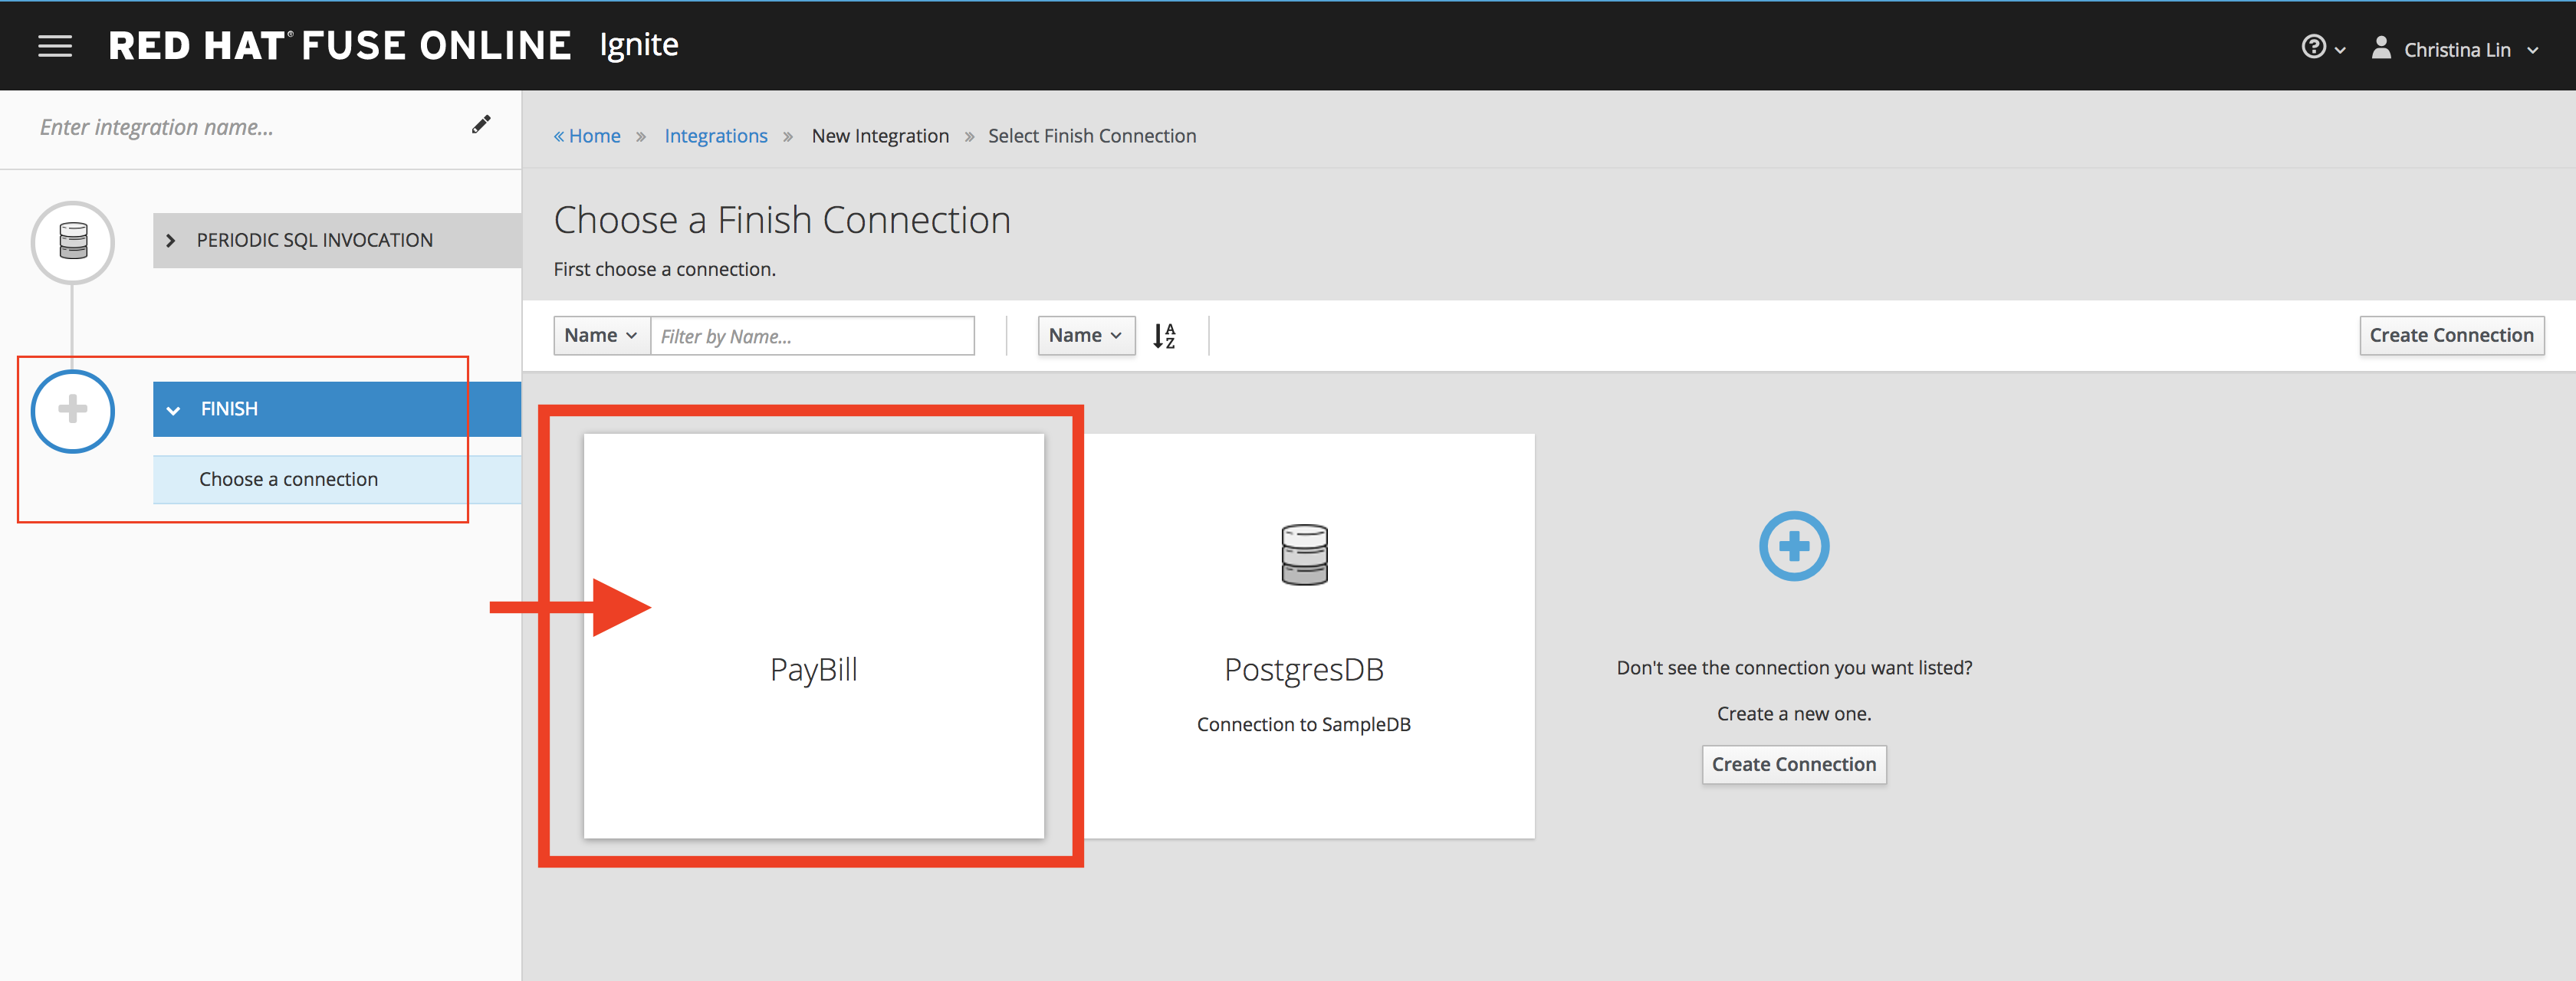 RED HAT® FUSE ONLINE Ignite
Christina Lin
Enter integration name...
« Home » Integrations » New Integration » Select Finish Connection
PERIODIC SQL INVOCATION
FINISH
Choose a connection
Choose a Finish Connection
First choose a connection.
Name Filter by Name... Name A Z Create Connection
PayBill
PostgresDB
Connection to SampleDB
Don't see the connection you want listed?
Create a new one.
Create Connection